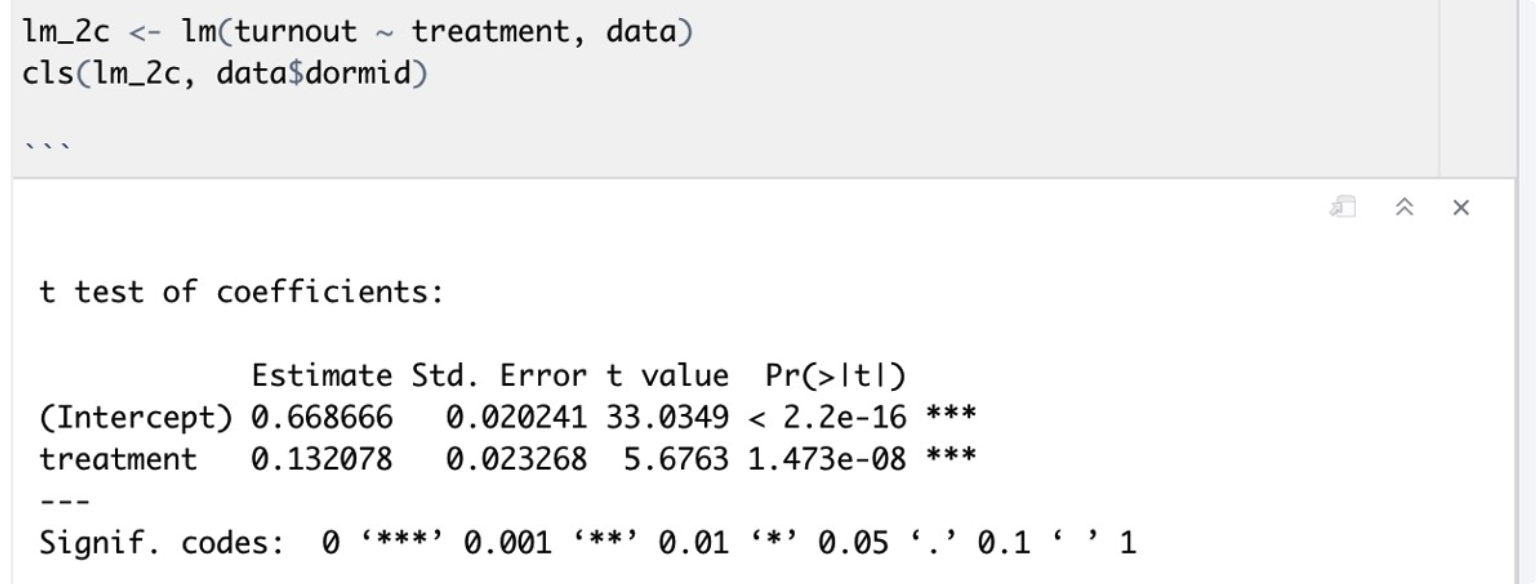 lm_2c <- lm(turnout ~ treatment, data)
cls(lm_2c, data$dormid)
```
t test of coefficients:
            Estimate Std. Error t value  Pr(>|t|)
(Intercept) 0.668666   0.020241 33.0349 < 2.2e-16 ***
treatment   0.132078   0.023268  5.6763 1.473e-08 ***
---
Signif. codes:  0 ‘***’ 0.001 ‘**’ 0.01 ‘*’ 0.05 ‘.’ 0.1 ‘ ’ 1